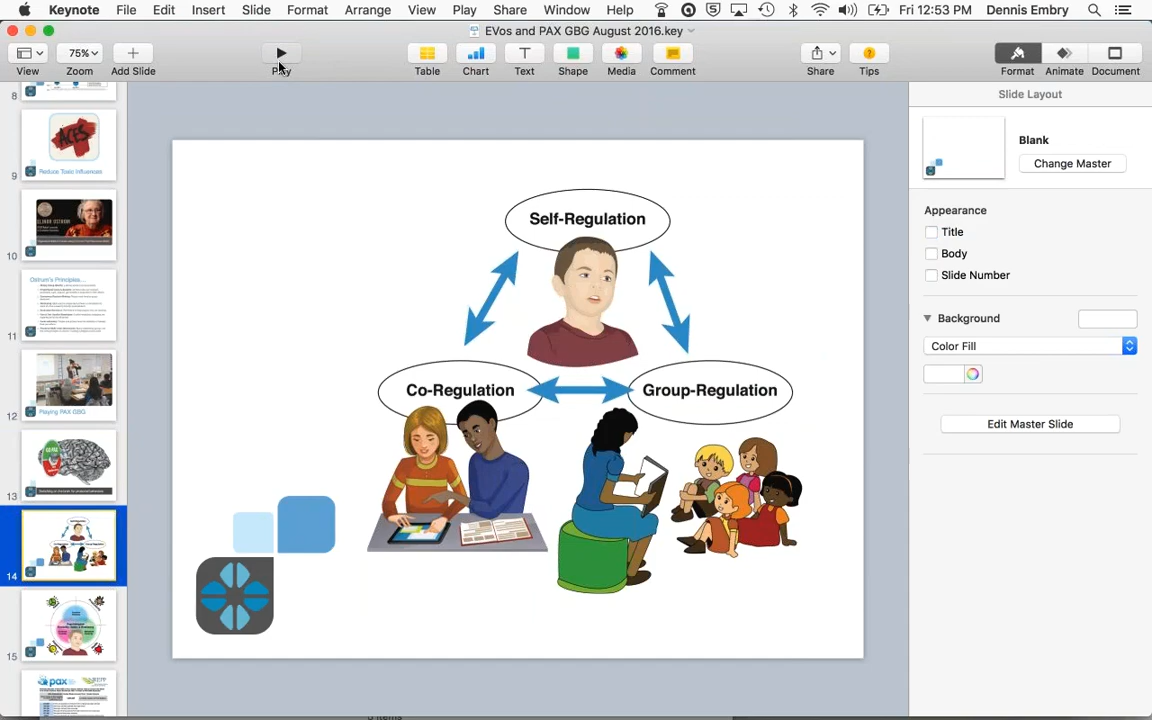 Keynote File Edit Insert Slide Format Arrange View Play Share Window Help Fri 12:53 PM Dennis Embry
EVos and PAX GBG August 2016.key
75%
View Zoom Add Slide Play Table Chart Text Shape Media Comment Share Tips Format Animate Document
8
ACES
Reduce Toxic Influences
9
10
Ostrum's Principles...
11
Playing PAX GBG
12
13
14
15
pax
Self-Regulation
Co-Regulation
Group-Regulation
Slide Layout
Blank
Change Master
Appearance
Title
Body
Slide Number
Background
Color Fill
Edit Master Slide